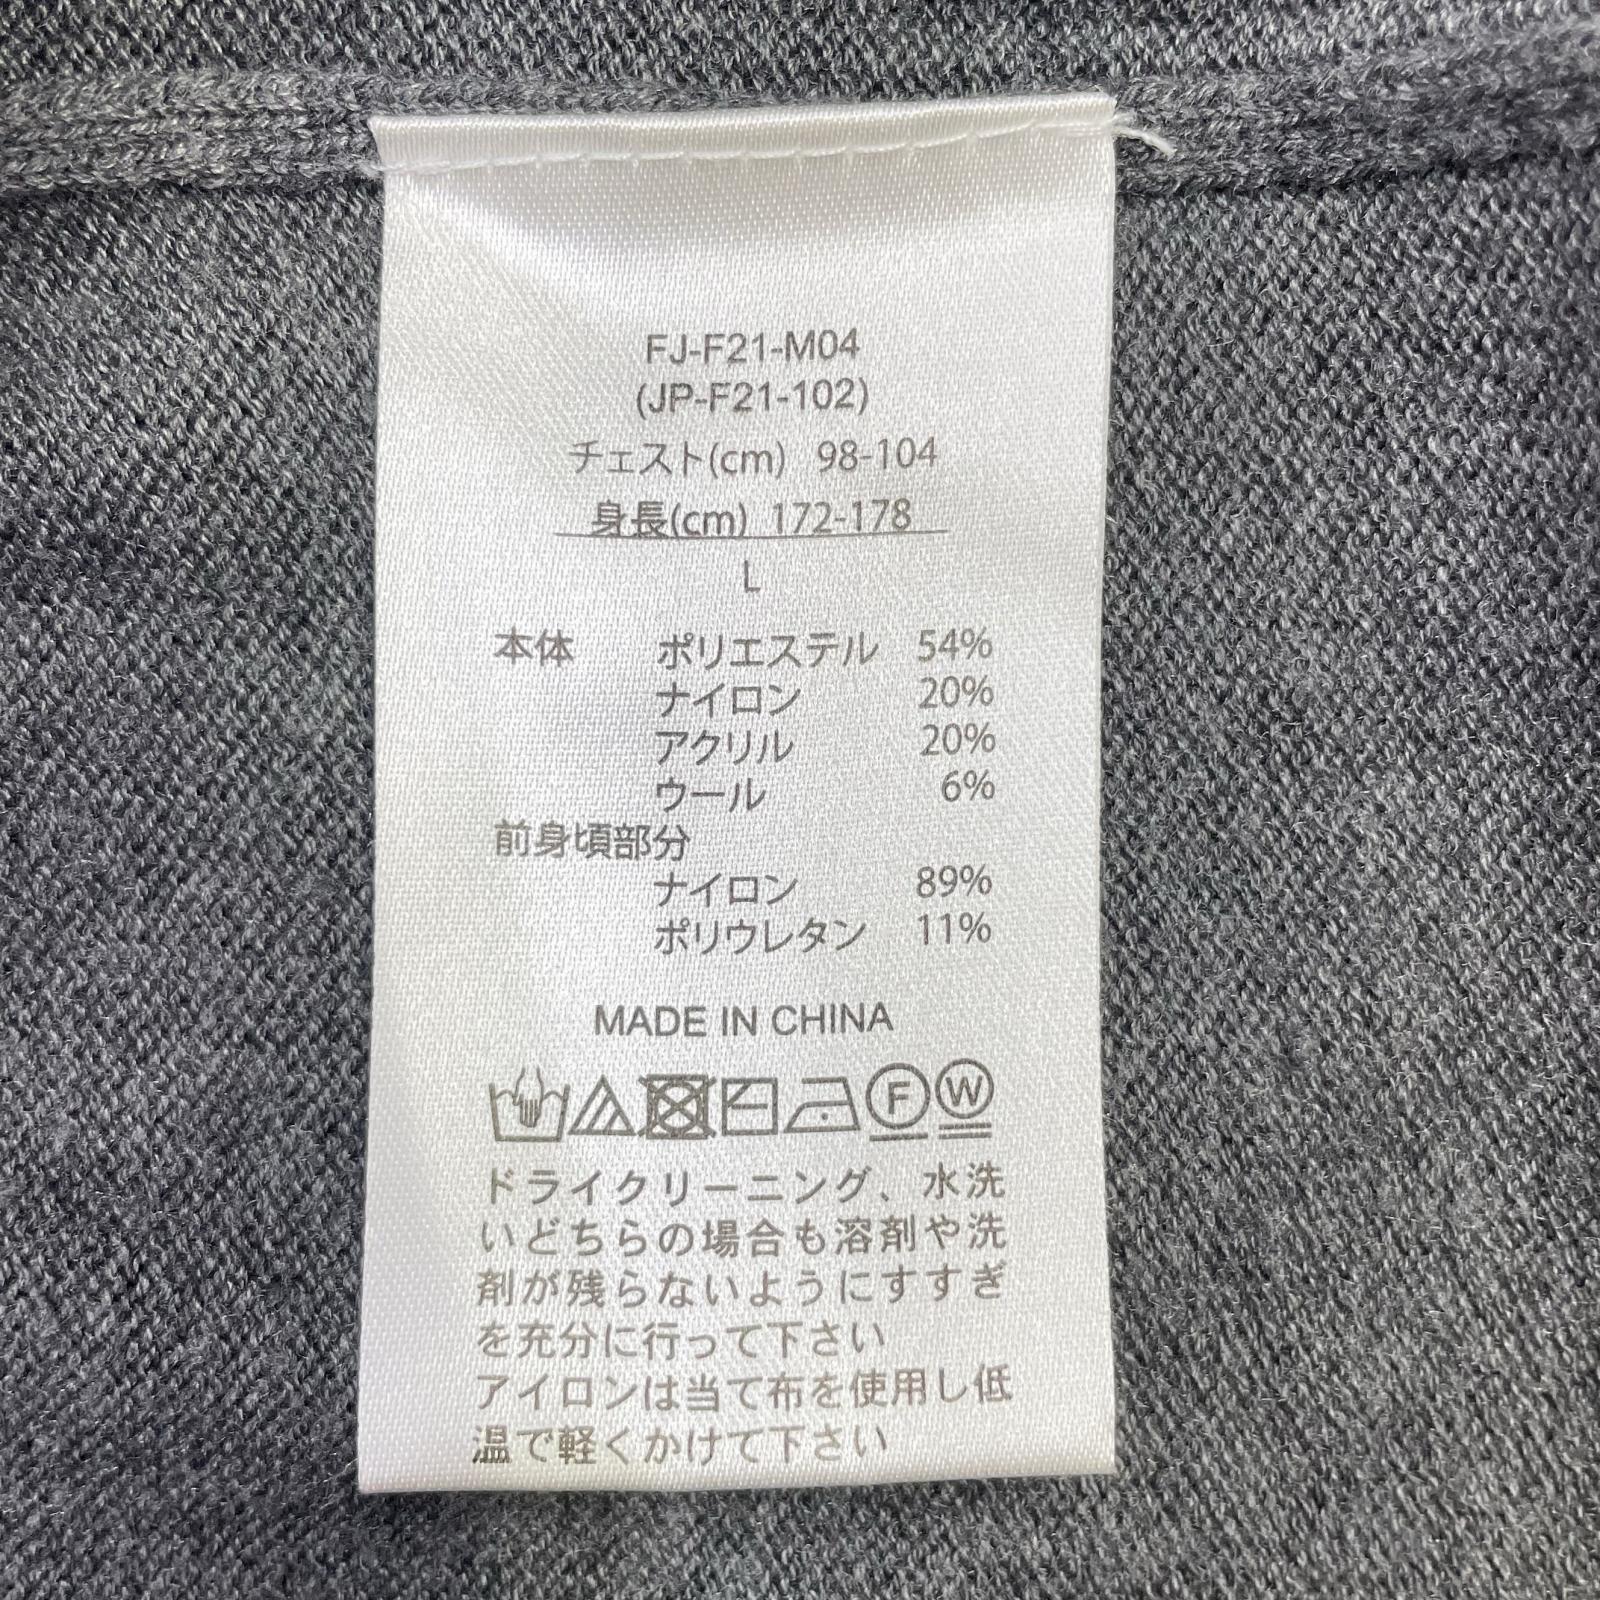 FJ-F21-M04
(JP-F21-102)
チェスト(cm) 98-104
身長(cm) 172-178
L
本体 ポリエステル 54%
ナイロン 20%
アクリル 20%
ウール 6%
前身頃部分
ナイロン 89%
ポリウレタン 11%
MADE IN CHINA
F W
ドライクリーニング、水洗
いどちらの場合も溶剤や洗
剤が残らないようにすすぎ
を充分に行って下さい
アイロンは当て布を使用し低
温で軽くかけて下さい